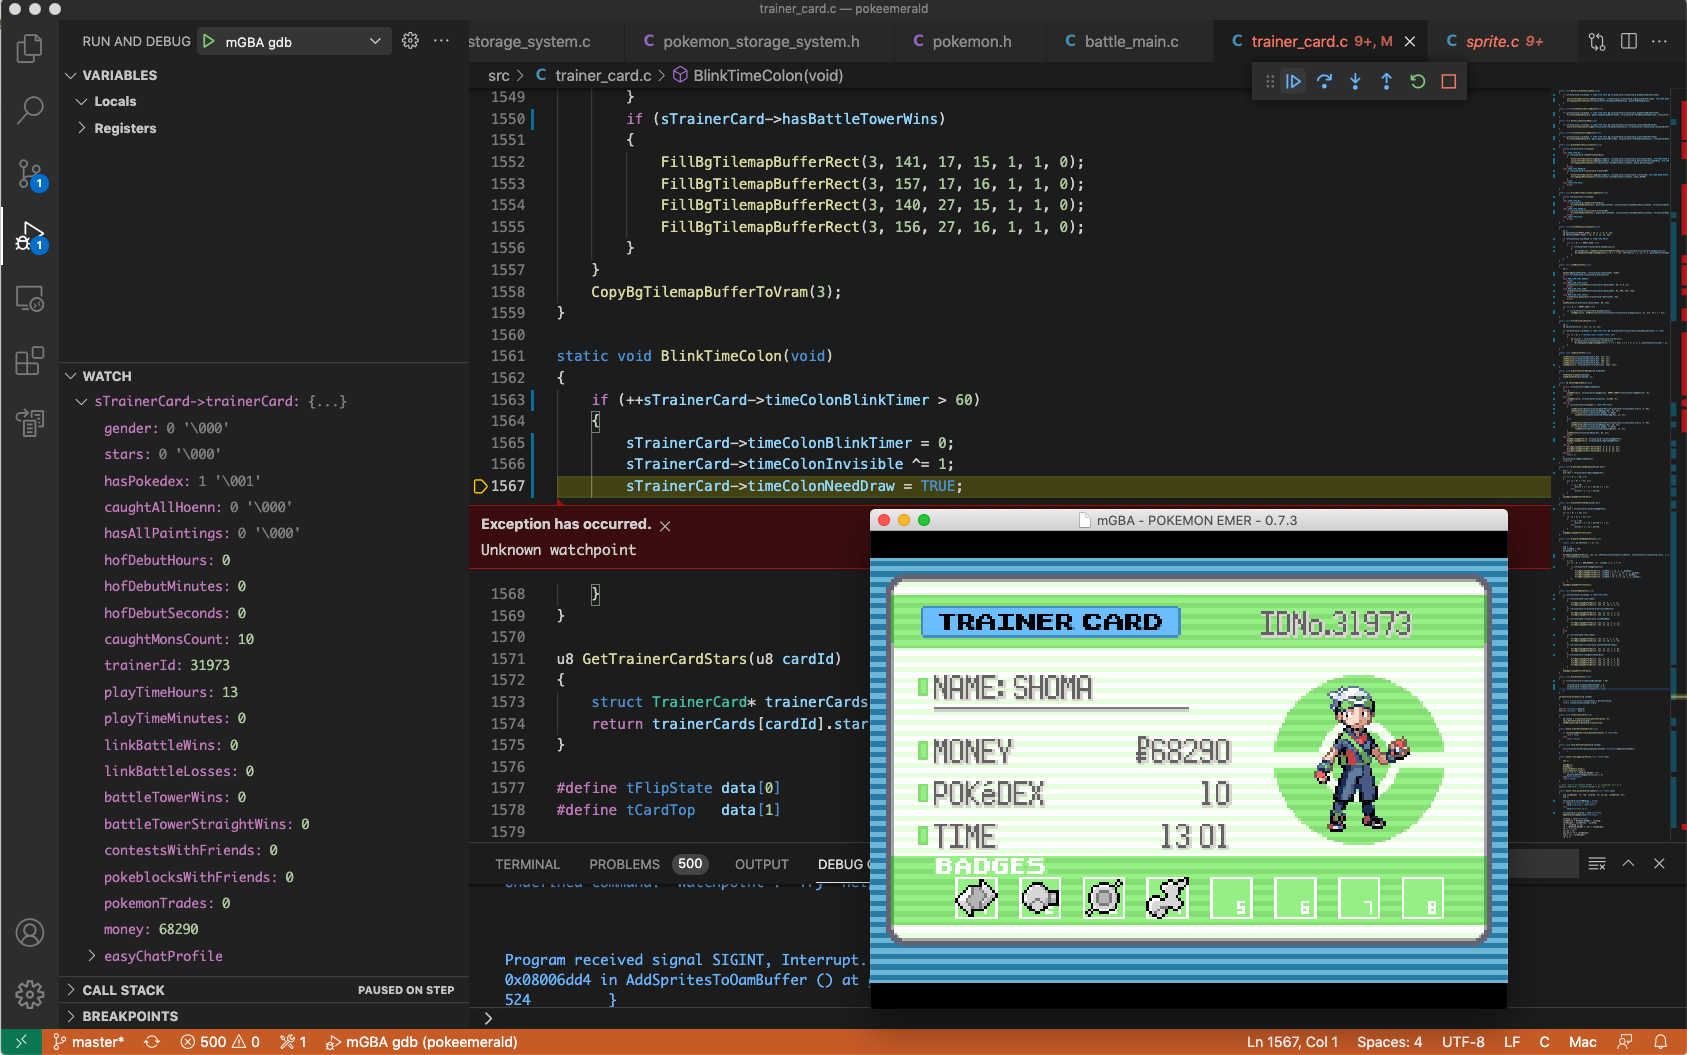 trainer_card.c — pokeemerald
RUN AND DEBUG mGBA gdb
storage_system.c pokemon_storage_system.h pokemon.h battle_main.c trainer_card.c 9+, M sprite.c 9+
src > trainer_card.c > BlinkTimeColon(void)
VARIABLES
Locals
Registers
1
1
WATCH
sTrainerCard->trainerCard: {...}
gender: 0 '\000'
stars: 0 '\000'
hasPokedex: 1 '\001'
caughtAllHoenn: 0 '\000'
hasAllPaintings: 0 '\000'
hofDebutHours: 0
hofDebutMinutes: 0
hofDebutSeconds: 0
caughtMonsCount: 10
trainerId: 31973
playTimeHours: 13
playTimeMinutes: 0
linkBattleWins: 0
linkBattleLosses: 0
battleTowerWins: 0
battleTowerStraightWins: 0
contestsWithFriends: 0
pokeblocksWithFriends: 0
pokemonTrades: 0
money: 68290
easyChatProfile
CALL STACK PAUSED ON STEP
BREAKPOINTS
1549 }
1550 if (sTrainerCard->hasBattleTowerWins)
1551 {
1552 FillBgTilemapBufferRect(3, 141, 17, 15, 1, 1, 0);
1553 FillBgTilemapBufferRect(3, 157, 17, 16, 1, 1, 0);
1554 FillBgTilemapBufferRect(3, 140, 27, 15, 1, 1, 0);
1555 FillBgTilemapBufferRect(3, 156, 27, 16, 1, 1, 0);
1556 }
1557 }
1558 CopyBgTilemapBufferToVram(3);
1559 }
1560
1561 static void BlinkTimeColon(void)
1562 {
1563 if (++sTrainerCard->timeColonBlinkTimer > 60)
1564 {
1565 sTrainerCard->timeColonBlinkTimer = 0;
1566 sTrainerCard->timeColonInvisible ^= 1;
1567 sTrainerCard->timeColonNeedDraw = TRUE;
Exception has occurred.
Unknown watchpoint
1568 }
1569 }
1570
1571 u8 GetTrainerCardStars(u8 cardId)
1572 {
1573 struct TrainerCard* trainerCards
1574 return trainerCards[cardId].star
1575 }
1576
1577 #define tFlipState data[0]
1578 #define tCardTop data[1]
1579
TERMINAL PROBLEMS 500 OUTPUT DEBUG
Program received signal SIGINT, Interrupt.
0x08006dd4 in AddSpritesToOamBuffer () at
524 }
>
mGBA - POKEMON EMER - 0.7.3
TRAINER CARD IDNo.31973
NAME: SHOMA
MONEY ₽68290
POKéDEX 10
TIME 13 01
BADGES
5 6 7 8
master* 500 0 1 mGBA gdb (pokeemerald) Ln 1567, Col 1 Spaces: 4 UTF-8 LF C Mac